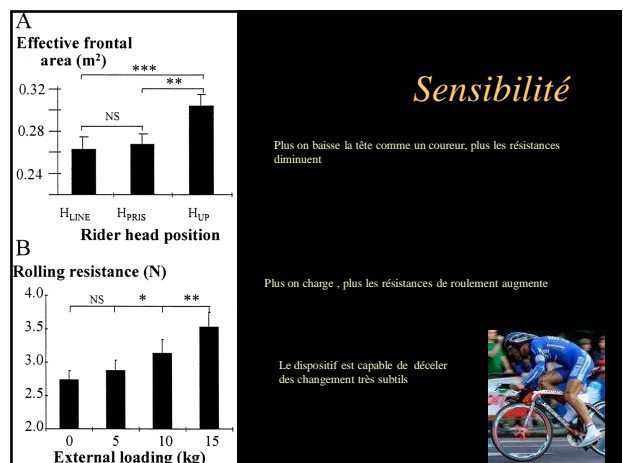 A
Effective frontal
area (m²)
***
**
NS
0.32
0.28
0.24
H_LINE H_PRIS H_UP
Rider head position
B
Rolling resistance (N)
NS * **
4.0
3.5
3.0
2.5
2.0
0 5 10 15
External loading (kg)
Sensibilité
Plus on baisse la tête comme un coureur, plus les résistances
diminuent
Plus on charge , plus les résistances de roulement augmente
Le dispositif est capable de déceler
des changement très subtils